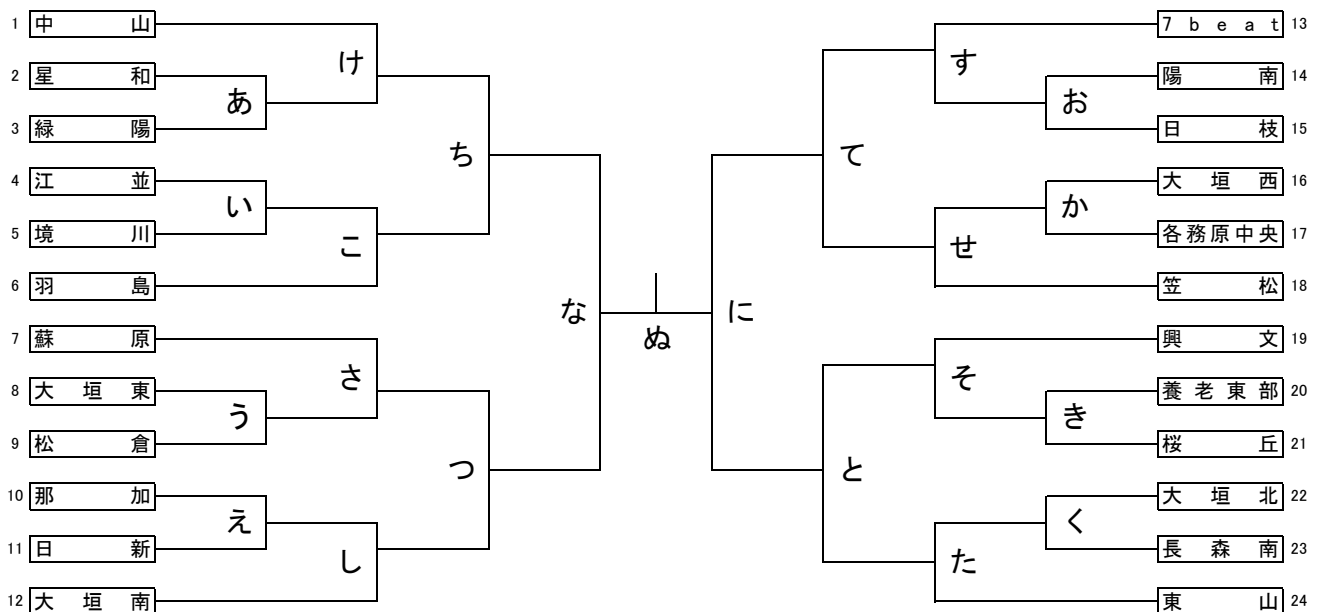 1 中山
2 星和
3 緑陽
4 江並
5 境川
6 羽島
7 蘇原
8 大垣東
9 松倉
10 那加
11 日新
12 大垣南
け
あ
い
こ
さ
う
え
し
ち
つ
な
ぬ
に
て
と
す
お
か
せ
そ
き
く
た
7beat 13
陽南 14
日枝 15
大垣西 16
各務原中央 17
笠松 18
興文 19
養老東部 20
桜丘 21
大垣北 22
長森南 23
東山 24